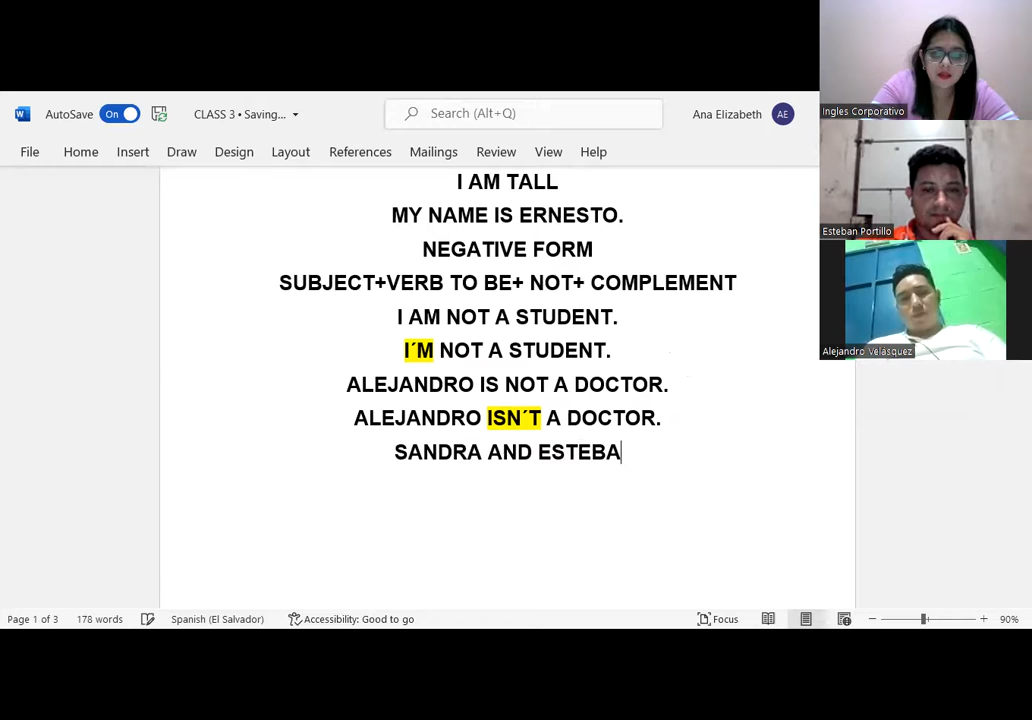 AutoSave On CLASS 3 • Saving... Search (Alt+Q) Ana Elizabeth AE
File Home Insert Draw Design Layout References Mailings Review View Help
I AM TALL
MY NAME IS ERNESTO.
NEGATIVE FORM
SUBJECT+VERB TO BE+ NOT+ COMPLEMENT
I AM NOT A STUDENT.
I´M NOT A STUDENT.
ALEJANDRO IS NOT A DOCTOR.
ALEJANDRO ISN´T A DOCTOR.
SANDRA AND ESTEBA
Page 1 of 3 178 words Spanish (El Salvador) Accessibility: Good to go Focus 90%
Ingles Corporativo
Esteban Portillo
Alejandro Velásquez